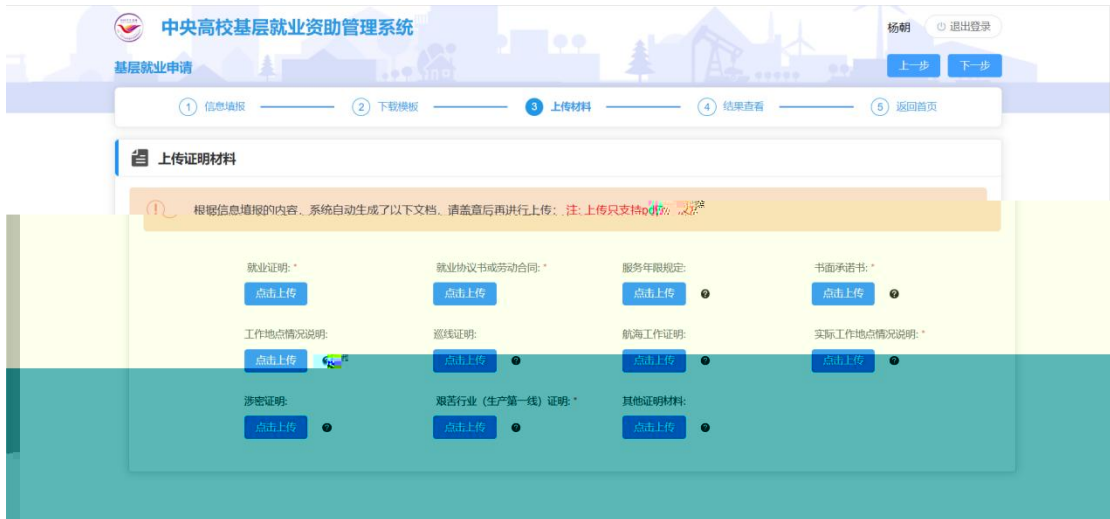 中央高校基层就业资助管理系统
杨朝 退出登录
基层就业申请
上一步 下一步
1 信息填报 2 下载模板 3 上传材料 4 结果查看 5 返回首页
上传证明材料
根据信息填报的内容，系统自动生成了以下文档，请盖章后再进行上传；注：上传只支持pdf
就业证明: * 就业协议书或劳动合同: * 服务年限规定: 书面承诺书: *
点击上传 点击上传 点击上传 点击上传
工作地点情况说明: 巡线证明: 航海工作证明: 实际工作地点情况说明: *
点击上传 点击上传 点击上传 点击上传
涉密证明: 艰苦行业（生产第一线）证明: * 其他证明材料:
点击上传 点击上传 点击上传